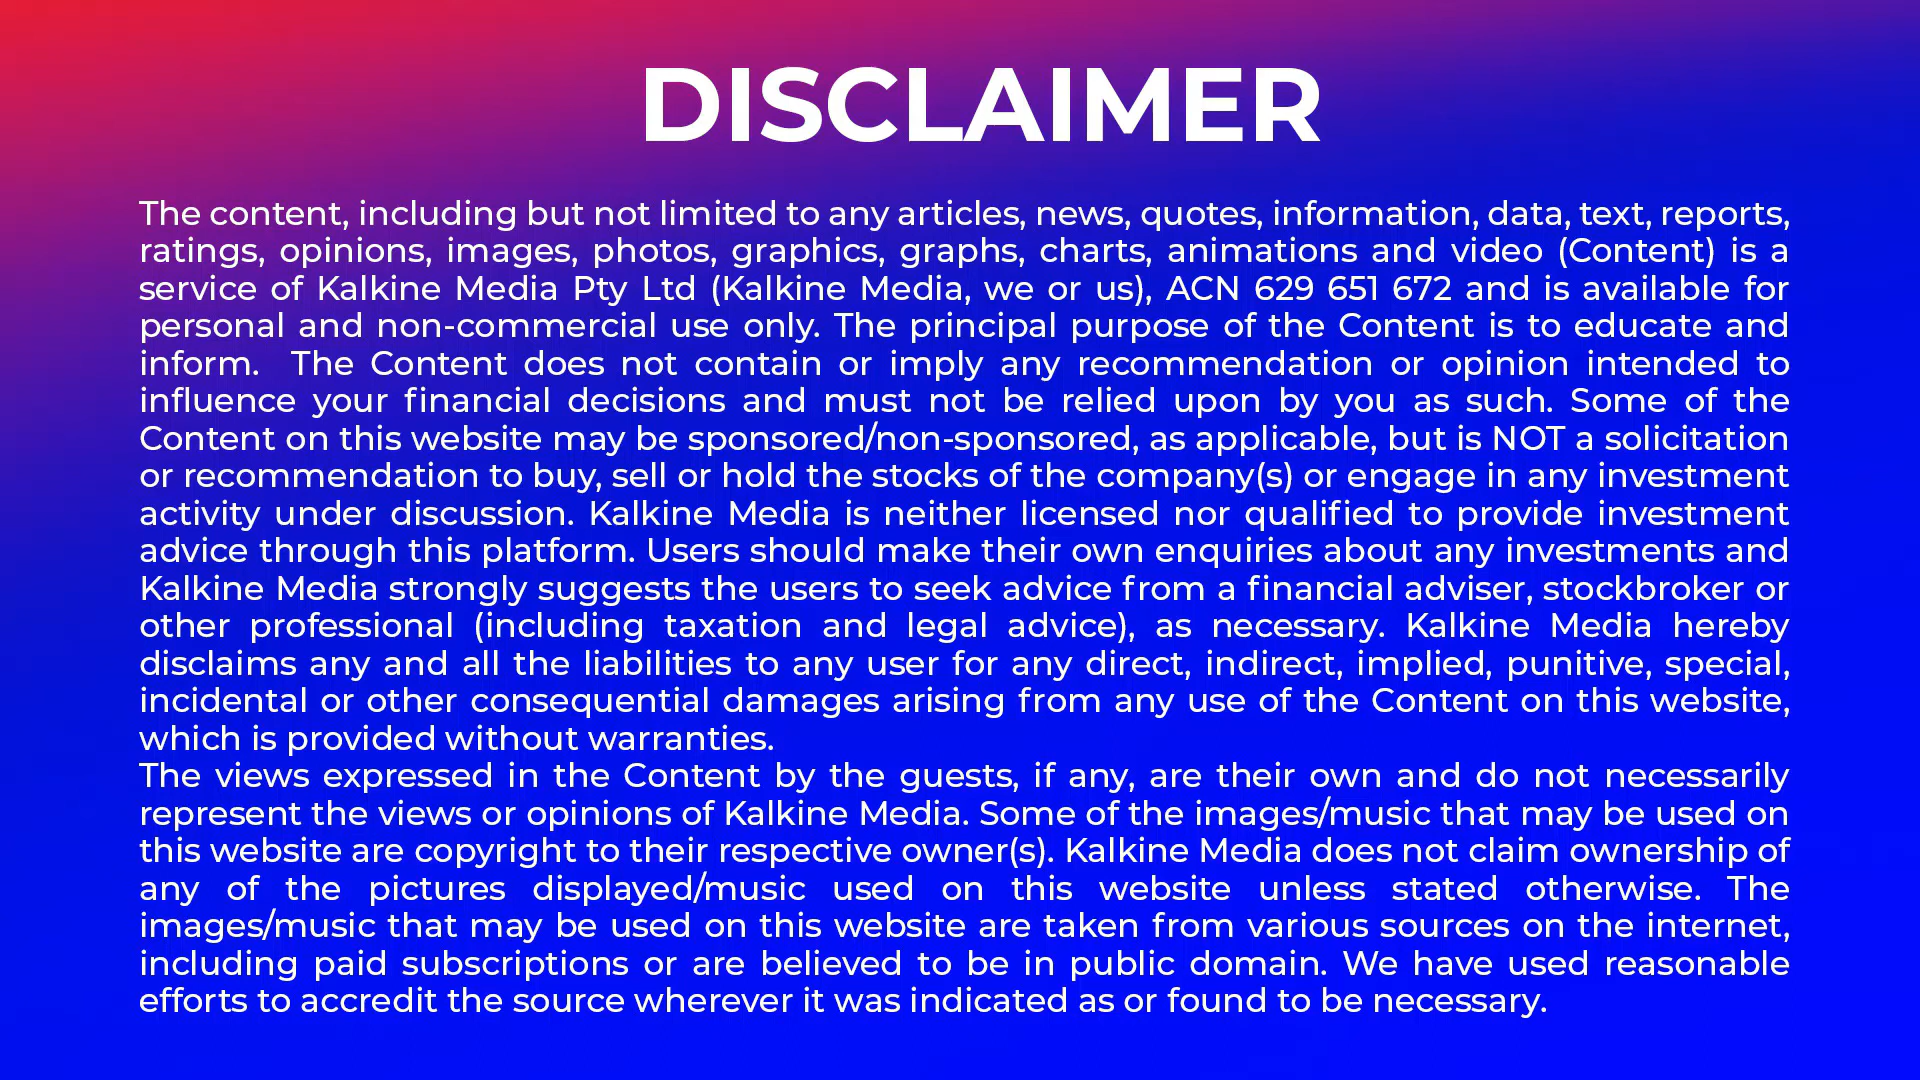 DISCLAIMER
The content, including but not limited to any articles, news, quotes, information, data, text, reports,
ratings, opinions, images, photos, graphics, graphs, charts, animations and video (Content) is a
service of Kalkine Media Pty Ltd (Kalkine Media, we or us), ACN 629 651 672 and is available for
personal and non-commercial use only. The principal purpose of the Content is to educate and
inform.  The Content does not contain or imply any recommendation or opinion intended to
influence your financial decisions and must not be relied upon by you as such. Some of the
Content on this website may be sponsored/non-sponsored, as applicable, but is NOT a solicitation
or recommendation to buy, sell or hold the stocks of the company(s) or engage in any investment
activity under discussion. Kalkine Media is neither licensed nor qualified to provide investment
advice through this platform. Users should make their own enquiries about any investments and
Kalkine Media strongly suggests the users to seek advice from a financial adviser, stockbroker or
other professional (including taxation and legal advice), as necessary. Kalkine Media hereby
disclaims any and all the liabilities to any user for any direct, indirect, implied, punitive, special,
incidental or other consequential damages arising from any use of the Content on this website,
which is provided without warranties.
The views expressed in the Content by the guests, if any, are their own and do not necessarily
represent the views or opinions of Kalkine Media. Some of the images/music that may be used on
this website are copyright to their respective owner(s). Kalkine Media does not claim ownership of
any of the pictures displayed/music used on this website unless stated otherwise. The
images/music that may be used on this website are taken from various sources on the internet,
including paid subscriptions or are believed to be in public domain. We have used reasonable
efforts to accredit the source wherever it was indicated as or found to be necessary.